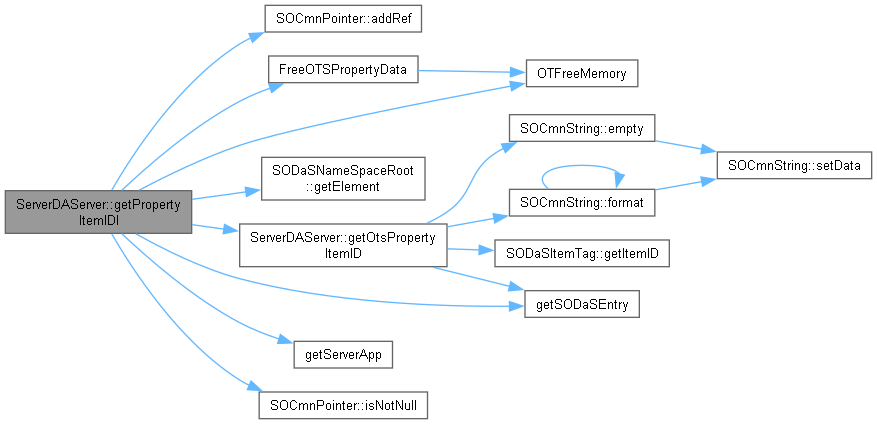 SOCmnPointer::addRef
FreeOTSPropertyData
OTFreeMemory
SOCmnString::empty
SOCmnString::setData
SODaSNameSpaceRoot
::getElement
ServerDAServer::getProperty
ItemIDI
SOCmnString::format
ServerDAServer::getOtsProperty
ItemID
SODaSItemTag::getItemID
getSODaSEntry
getServerApp
SOCmnPointer::isNotNull